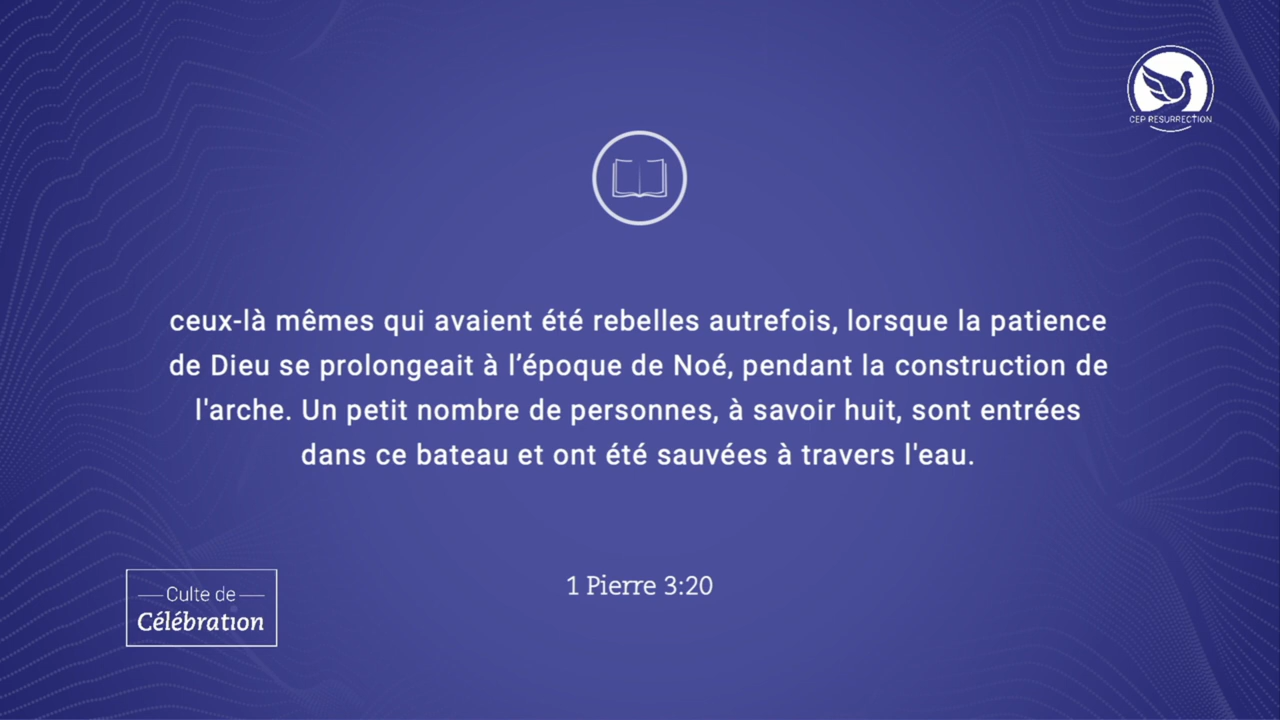 CEP RESURRECTION
ceux-là mêmes qui avaient été rebelles autrefois, lorsque la patience
de Dieu se prolongeait à l’époque de Noé, pendant la construction de
l'arche. Un petit nombre de personnes, à savoir huit, sont entrées
dans ce bateau et ont été sauvées à travers l'eau.
1 Pierre 3:20
Culte de
Célébration